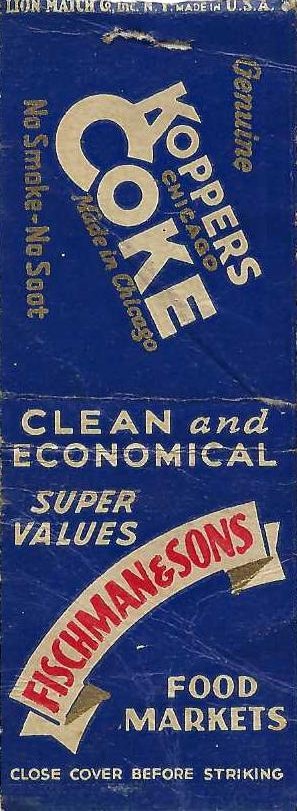 LION MATCH CO., INC. N.Y. MADE IN U.S.A.
Genuine
KOPPERS
CHICAGO
COKE
Made in Chicago
No Smoke-No Soot
CLEAN and
ECONOMICAL
SUPER
VALUES
FISCHMAN & SONS
FOOD
MARKETS
CLOSE COVER BEFORE STRIKING